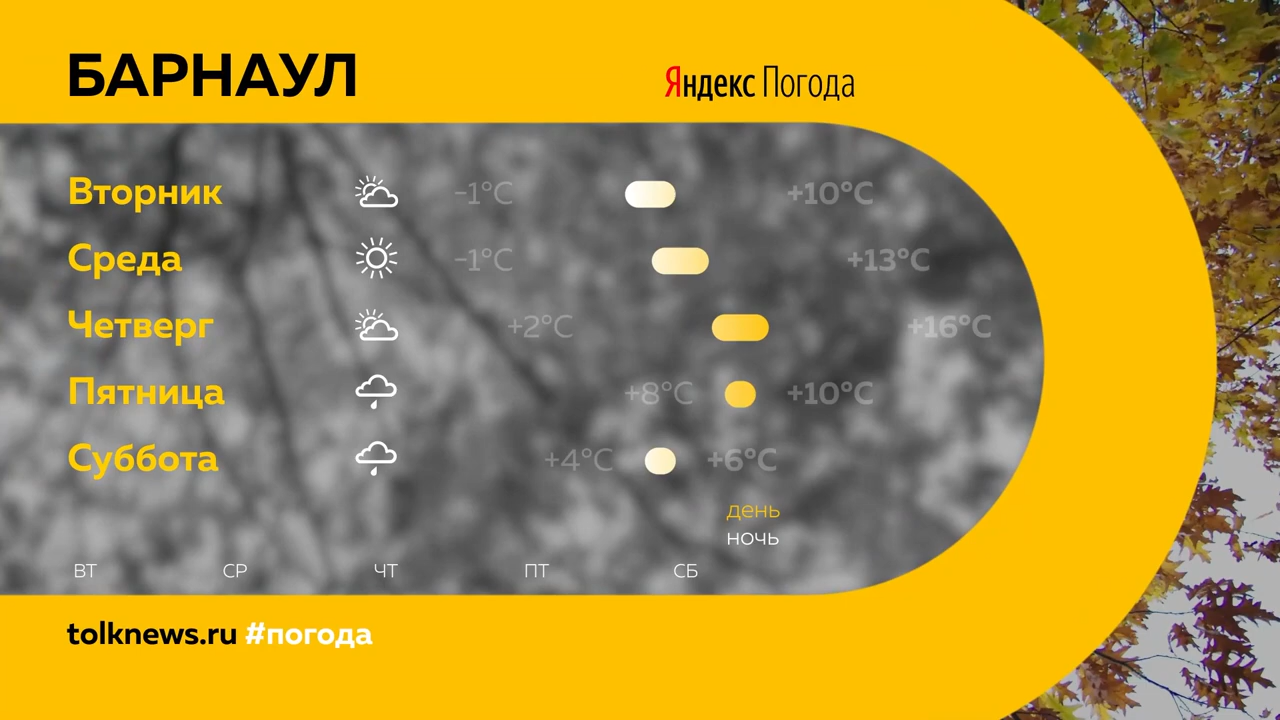 БАРНАУЛ
Яндекс Погода
Вторник -1°C +10°C
Среда -1°C +13°C
Четверг +2°C +16°C
Пятница +8°C +10°C
Суббота +4°C +6°C
день
ночь
ВТ СР ЧТ ПТ СБ
tolknews.ru #погода